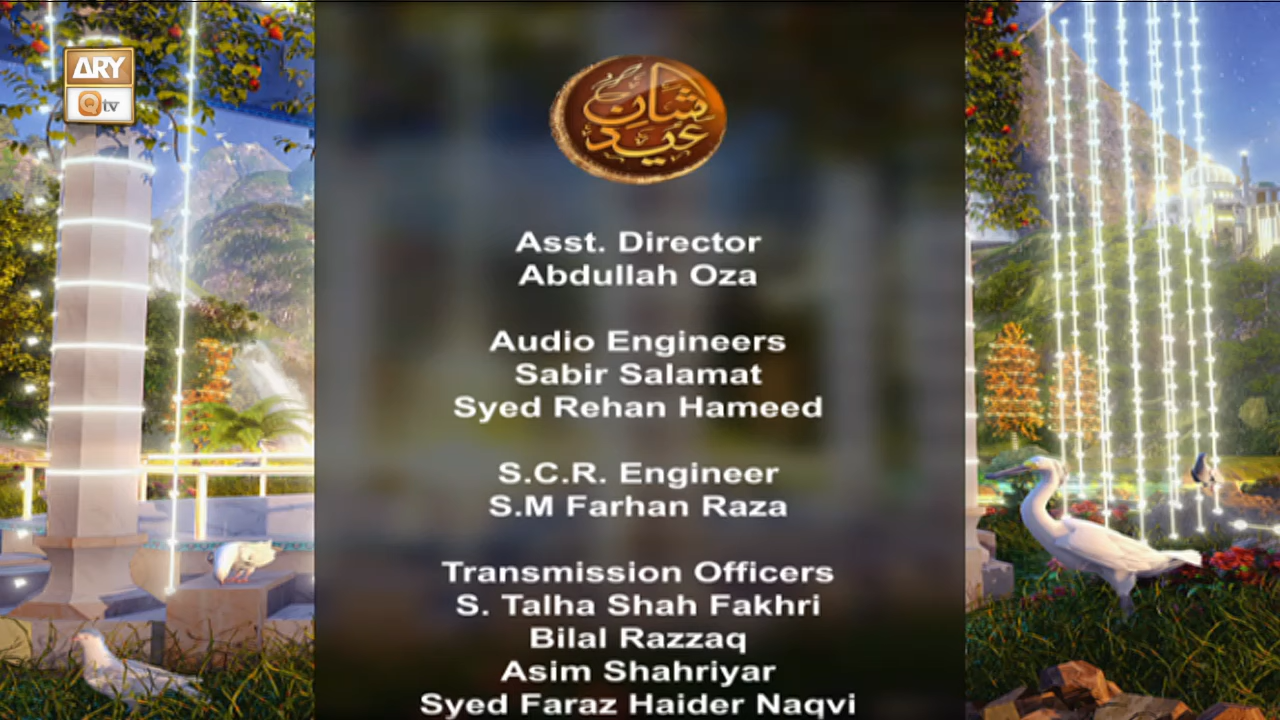 ARY
Qtv
شان
عید
Asst. Director
Abdullah Oza
Audio Engineers
Sabir Salamat
Syed Rehan Hameed
S.C.R. Engineer
S.M Farhan Raza
Transmission Officers
S. Talha Shah Fakhri
Bilal Razzaq
Asim Shahriyar
Syed Faraz Haider Naqvi